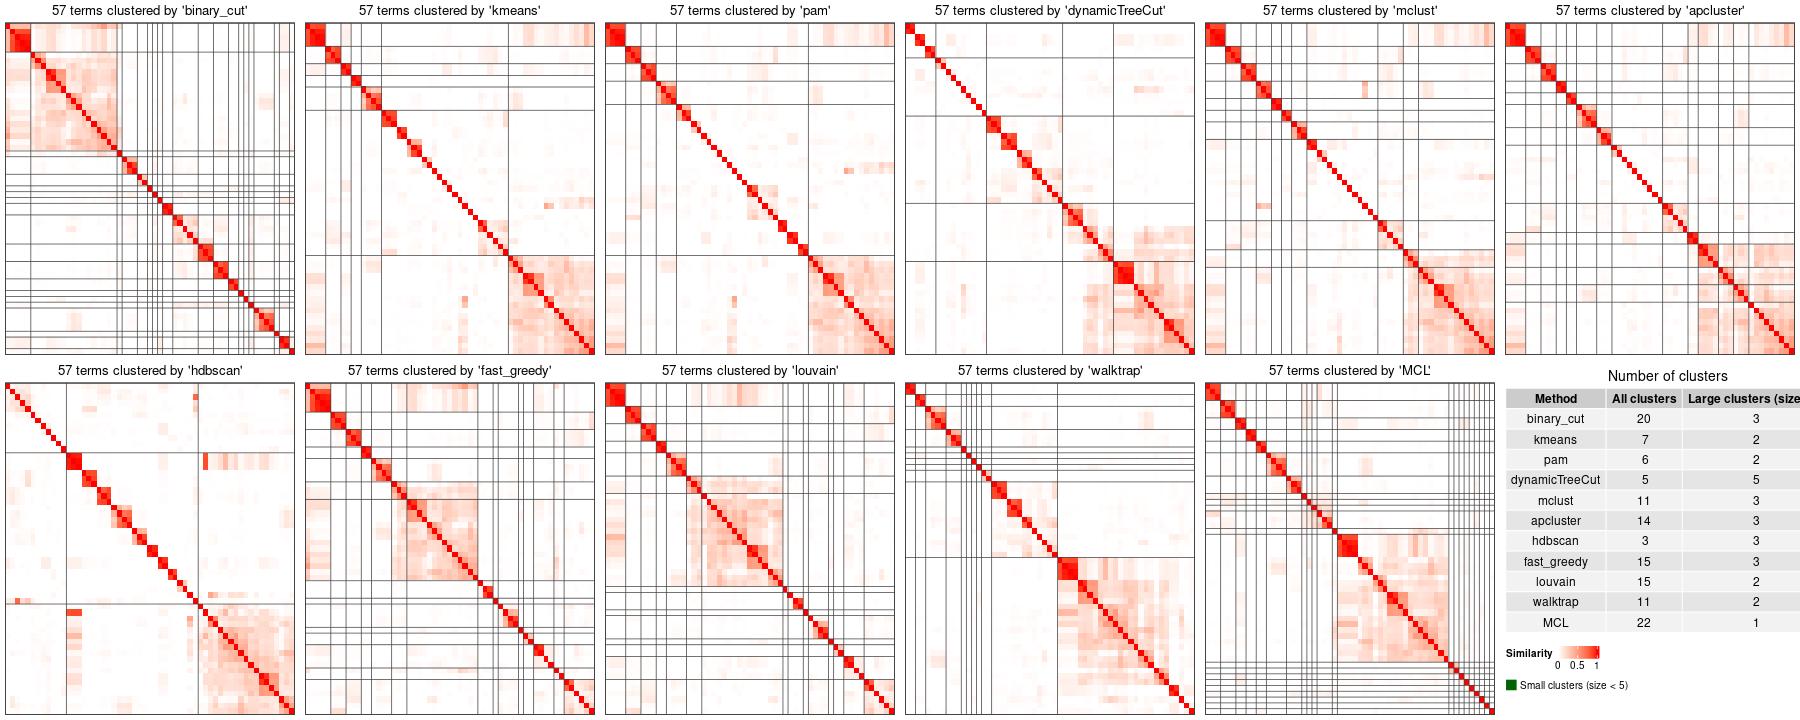 57 terms clustered by 'binary_cut'
57 terms clustered by 'kmeans'
57 terms clustered by 'pam'
57 terms clustered by 'dynamicTreeCut'
57 terms clustered by 'mclust'
57 terms clustered by 'apcluster'
57 terms clustered by 'hdbscan'
57 terms clustered by 'fast_greedy'
57 terms clustered by 'louvain'
57 terms clustered by 'walktrap'
57 terms clustered by 'MCL'
Number of clusters
Method All clusters Large clusters (size
binary_cut 20 3
kmeans 7 2
pam 6 2
dynamicTreeCut 5 5
mclust 11 3
apcluster 14 3
hdbscan 3 3
fast_greedy 15 3
louvain 15 2
walktrap 11 2
MCL 22 1
Similarity
0 0.5 1
Small clusters (size < 5)